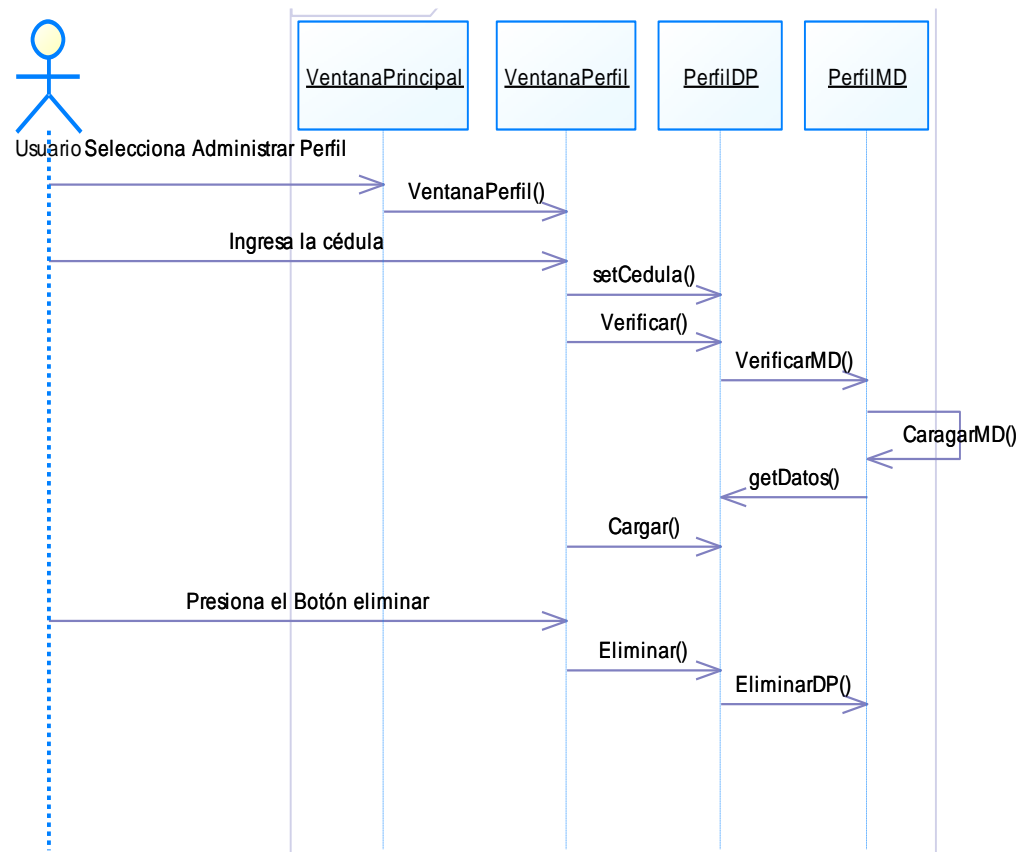 VentanaPrincipal
VentanaPerfil
PerfilDP
PerfilMD
Usuario
Selecciona Administrar Perfil
VentanaPerfil()
Ingresa la cédula
setCedula()
Verificar()
VerificarMD()
CaragarMD()
getDatos()
Cargar()
Presiona el Botón eliminar
Eliminar()
EliminarDP()